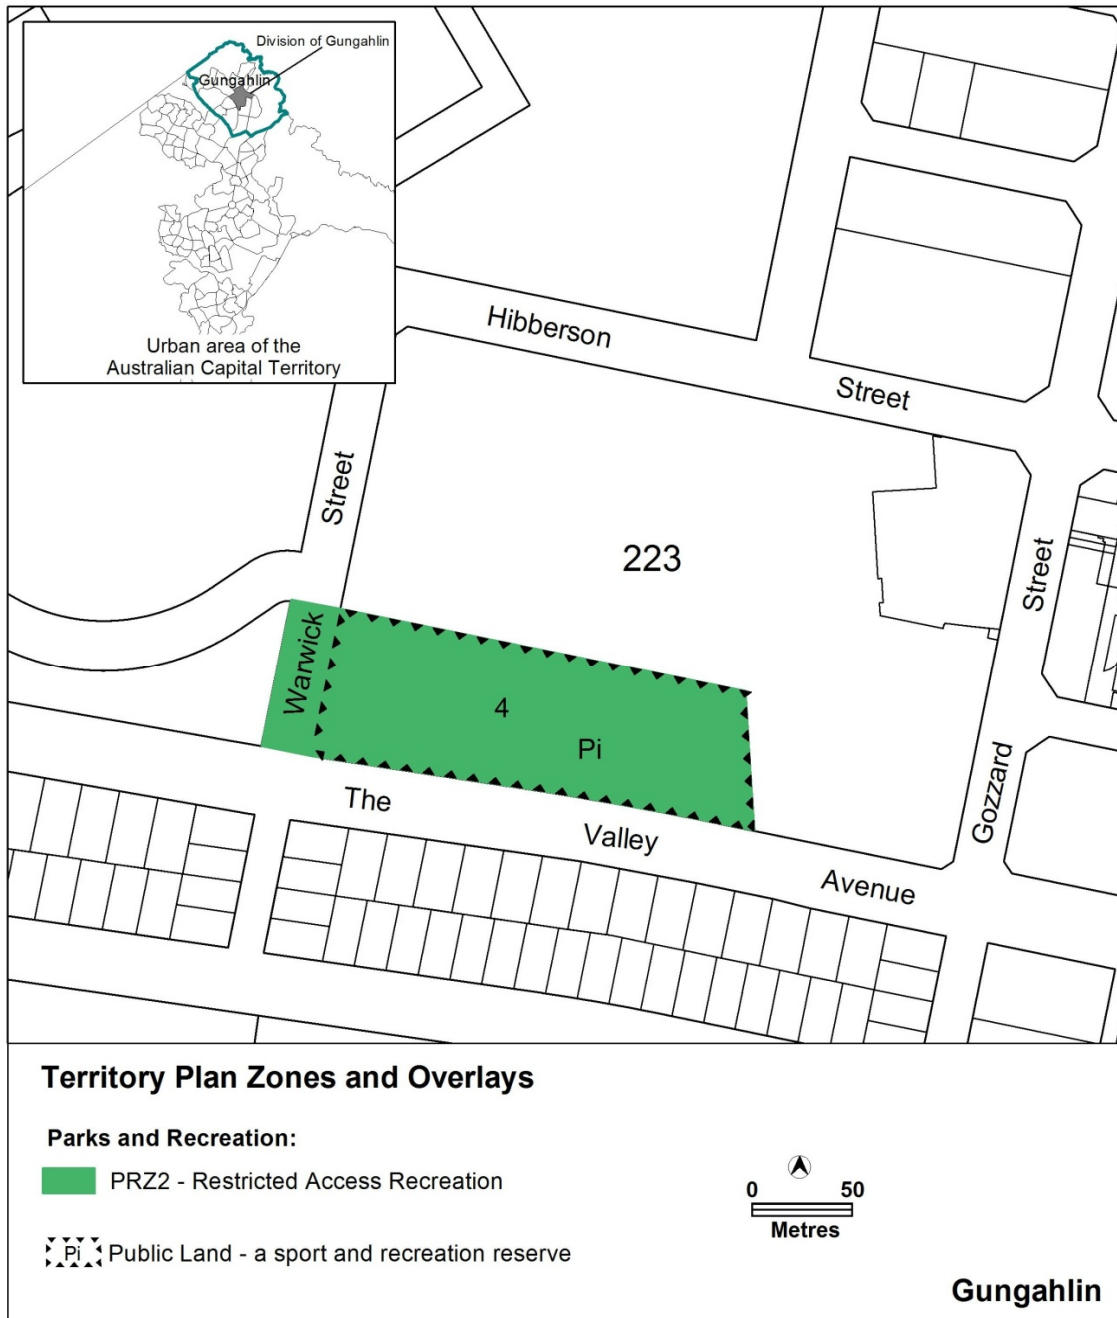 Division of Gungahlin
Gungahlin
Urban area of the
Australian Capital Territory
Hibberson
Street
Street
223
Street
Warwick
4
Pi
Gozzard
The
Valley
Avenue
Territory Plan Zones and Overlays
Parks and Recreation:
PRZ2 - Restricted Access Recreation
0 50
Metres
Pi Public Land - a sport and recreation reserve
Gungahlin